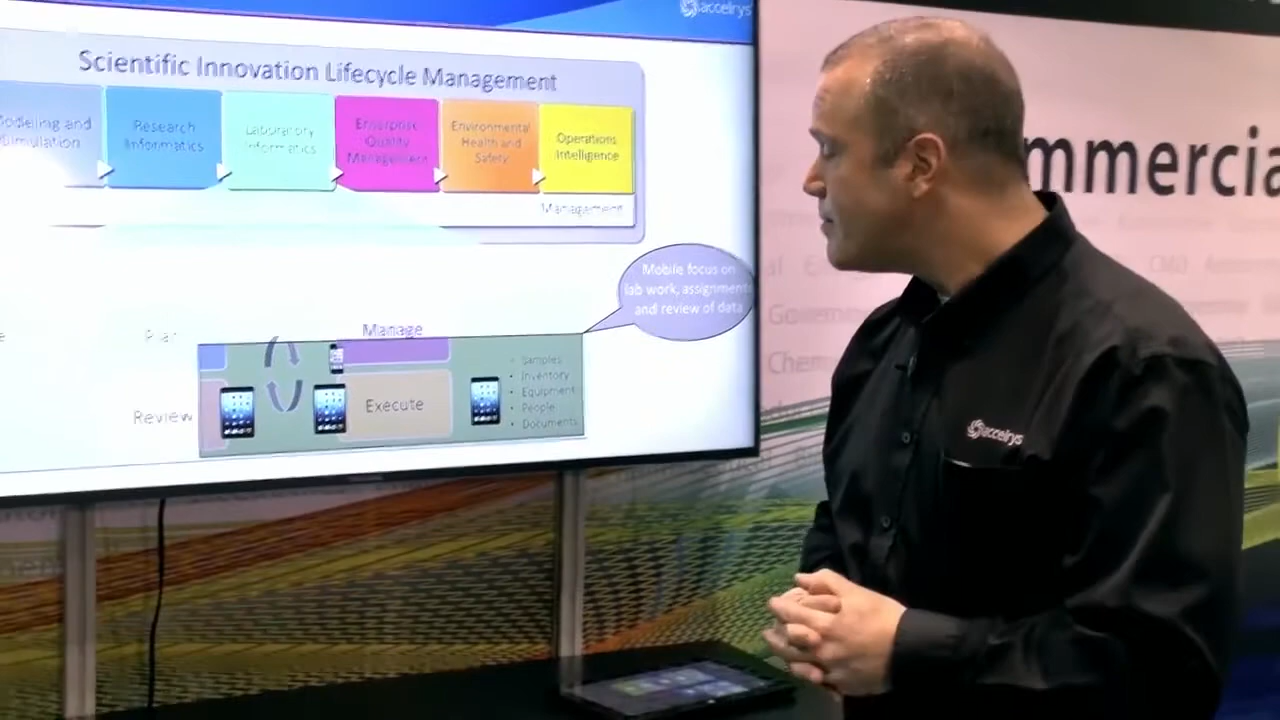 accelrys
Scientific Innovation Lifecycle Management
Modeling and
Simulation
Research
Informatics
Laboratory
Informatics
Enterprise
Quality
Management
Environmental
Health and
Safety
Operations
Intelligence
Management
Mobile focus on
lab work, assignments
and review of data
Plan
Manage
Review
Execute
• Samples
• Inventory
• Equipment
• People
• Documents
mmercia
accelrys